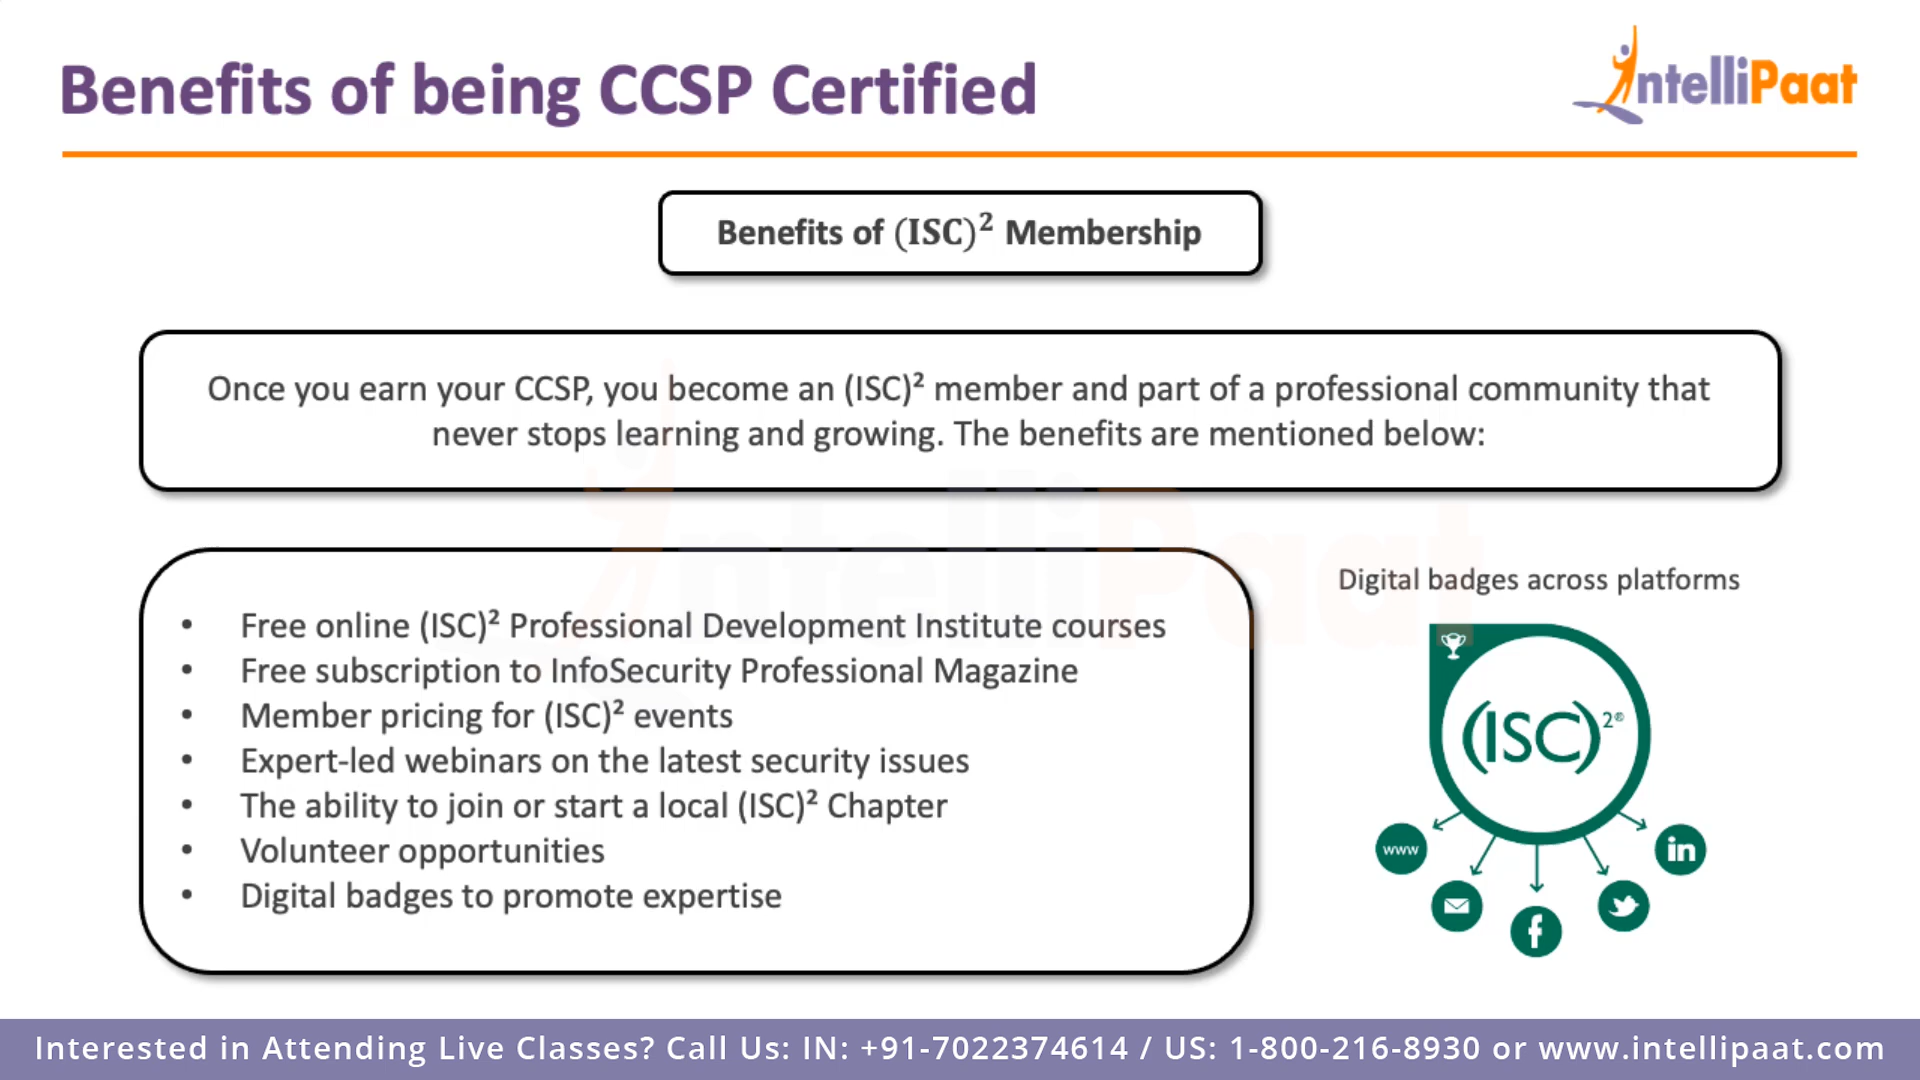 Benefits of being CCSP Certified
IntelliPaat
Benefits of (ISC)² Membership
Once you earn your CCSP, you become an (ISC)² member and part of a professional community that
never stops learning and growing. The benefits are mentioned below:
• Free online (ISC)² Professional Development Institute courses
• Free subscription to InfoSecurity Professional Magazine
• Member pricing for (ISC)² events
• Expert-led webinars on the latest security issues
• The ability to join or start a local (ISC)² Chapter
• Volunteer opportunities
• Digital badges to promote expertise
Digital badges across platforms
(ISC)²®
www
f
in
IntelliPaat
Interested in Attending Live Classes? Call Us: IN: +91-7022374614 / US: 1-800-216-8930 or www.intellipaat.com